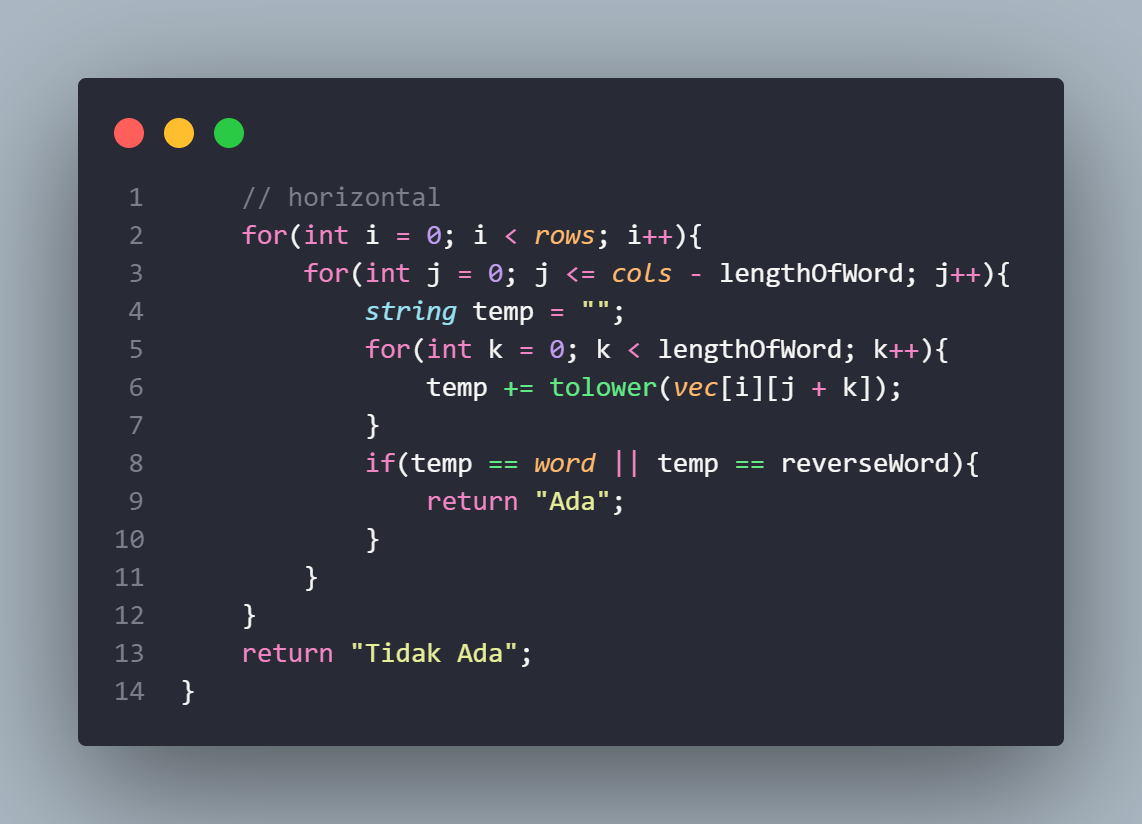 1 // horizontal
2 for(int i = 0; i < rows; i++){
3 for(int j = 0; j <= cols - lengthOfWord; j++){
4 string temp = "";
5 for(int k = 0; k < lengthOfWord; k++){
6 temp += tolower(vec[i][j + k]);
7 }
8 if(temp == word || temp == reverseWord){
9 return "Ada";
10 }
11 }
12 }
13 return "Tidak Ada";
14 }